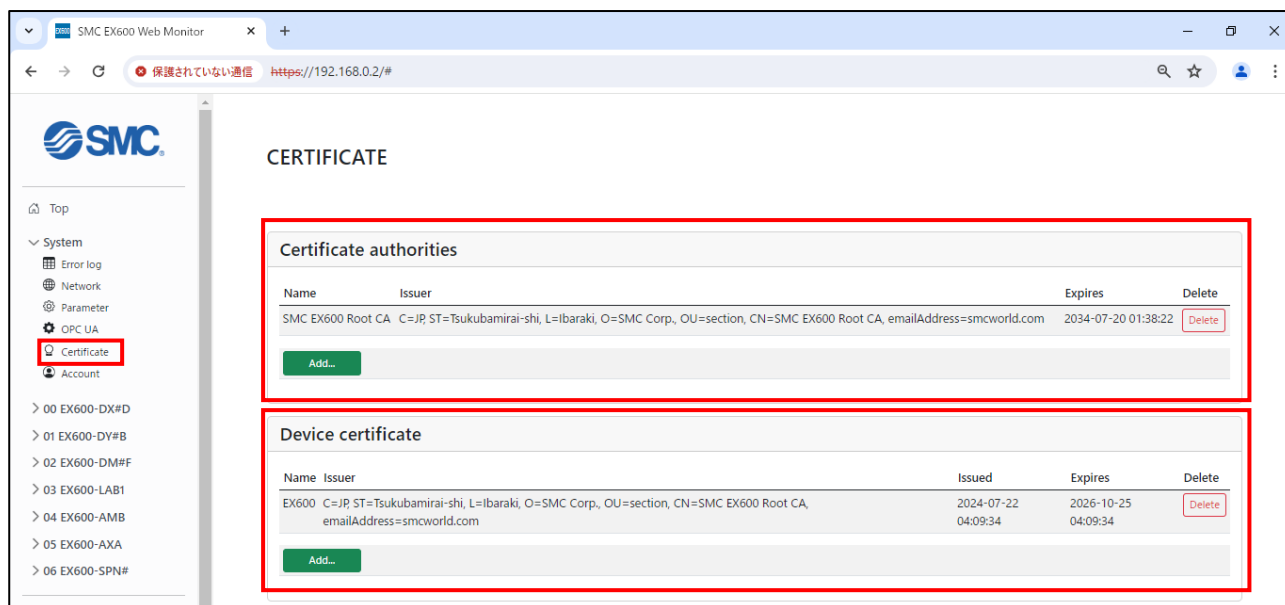 EX600 SMC EX600 Web Monitor
保護されていない通信 https://192.168.0.2/#
SMC
Top
System
Error log
Network
Parameter
OPC UA
Certificate
Account
00 EX600-DX#D
01 EX600-DY#B
02 EX600-DM#F
03 EX600-LAB1
04 EX600-AMB
05 EX600-AXA
06 EX600-SPN#
CERTIFICATE
Certificate authorities
Name Issuer Expires Delete
SMC EX600 Root CA C=JP, ST=Tsukubamirai-shi, L=Ibaraki, O=SMC Corp., OU=section, CN=SMC EX600 Root CA, emailAddress=smcworld.com 2034-07-20 01:38:22 Delete
Add...
Device certificate
Name Issuer Issued Expires Delete
EX600 C=JP, ST=Tsukubamirai-shi, L=Ibaraki, O=SMC Corp., OU=section, CN=SMC EX600 Root CA, 2024-07-22 2026-10-25 Delete
emailAddress=smcworld.com 04:09:34 04:09:34
Add...